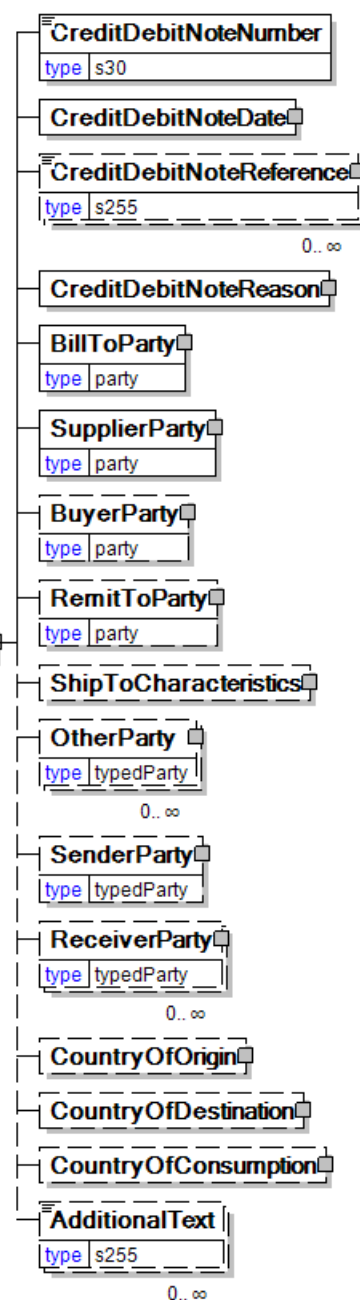 CreditDebitNoteNumber
type s30
CreditDebitNoteDate
CreditDebitNoteReference
type s255
0.. ∞
CreditDebitNoteReason
BillToParty
type party
SupplierParty
type party
BuyerParty
type party
RemitToParty
type party
ShipToCharacteristics
OtherParty
type typedParty
0.. ∞
SenderParty
type typedParty
ReceiverParty
type typedParty
0.. ∞
CountryOfOrigin
CountryOfDestination
CountryOfConsumption
AdditionalText
type s255
0.. ∞